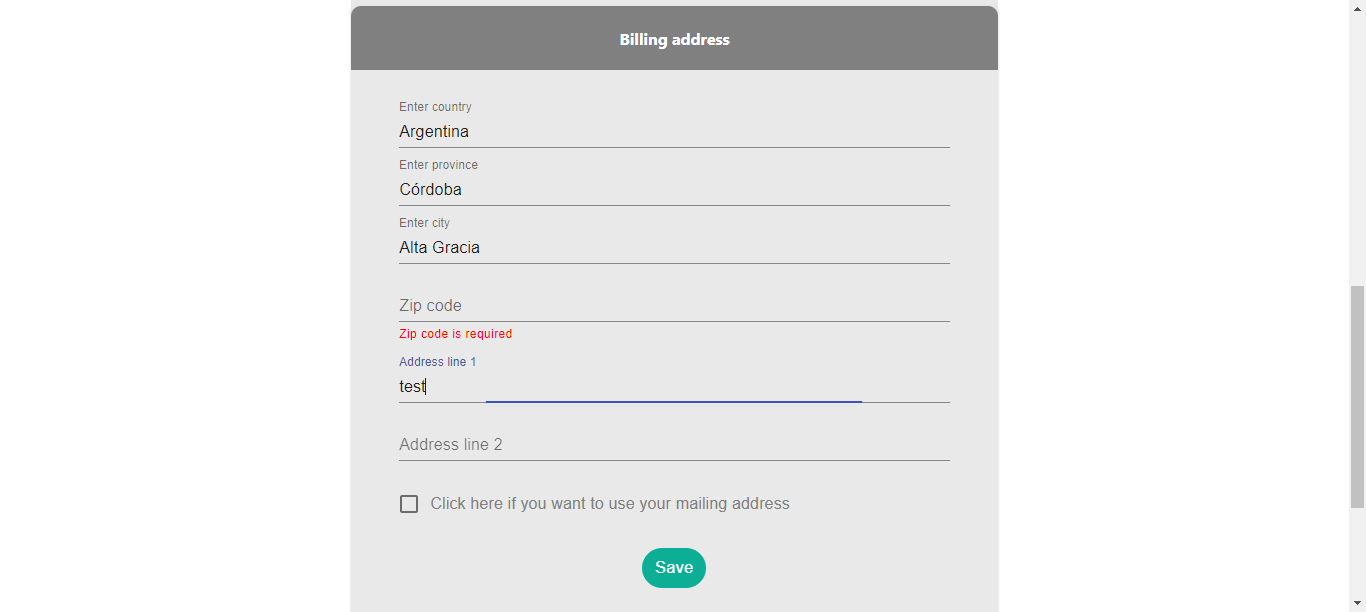 Billing address
Enter country
Argentina
Enter province
Córdoba
Enter city
Alta Gracia
Zip code
Zip code is required
Address line 1
test
Address line 2
Click here if you want to use your mailing address
Save